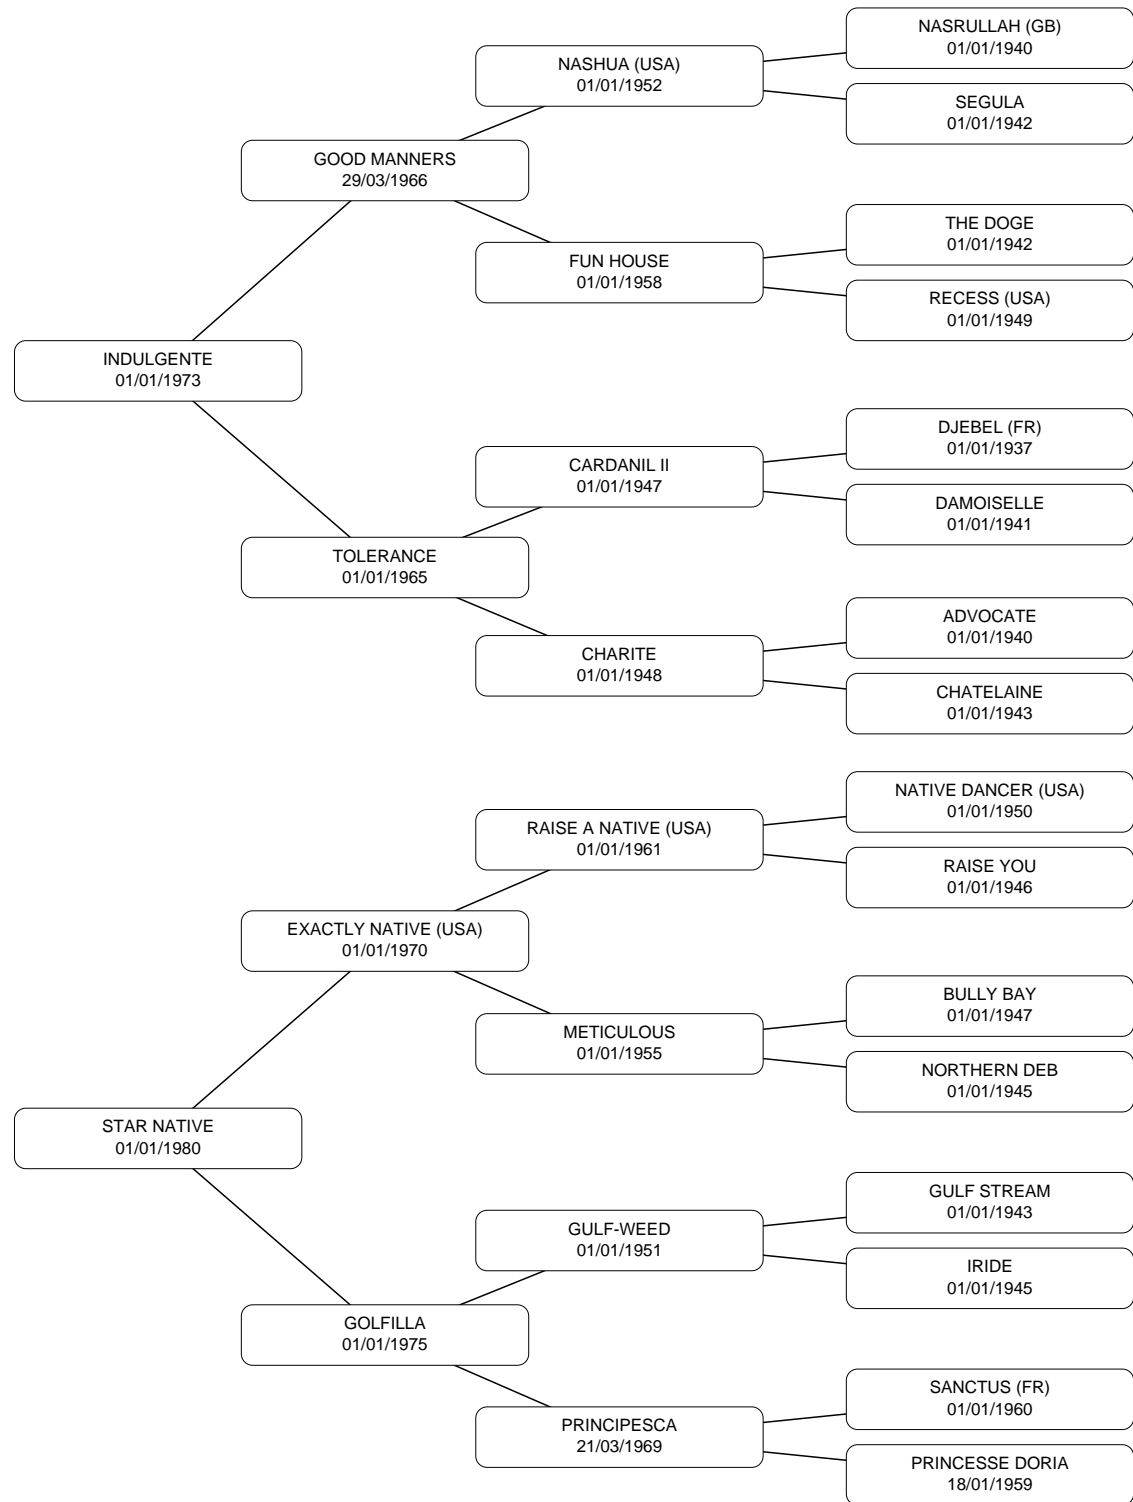 NASRULLAH (GB)
01/01/1940
NASHUA (USA)
01/01/1952
SEGULA
01/01/1942
GOOD MANNERS
29/03/1966
THE DOGE
01/01/1942
FUN HOUSE
01/01/1958
RECESS (USA)
01/01/1949
INDULGENTE
01/01/1973
DJEBEL (FR)
01/01/1937
CARDANIL II
01/01/1947
DAMOISELLE
01/01/1941
TOLERANCE
01/01/1965
ADVOCATE
01/01/1940
CHARITE
01/01/1948
CHATELAINE
01/01/1943
NATIVE DANCER (USA)
01/01/1950
RAISE A NATIVE (USA)
01/01/1961
RAISE YOU
01/01/1946
EXACTLY NATIVE (USA)
01/01/1970
BULLY BAY
01/01/1947
METICULOUS
01/01/1955
NORTHERN DEB
01/01/1945
STAR NATIVE
01/01/1980
GULF STREAM
01/01/1943
GULF-WEED
01/01/1951
IRIDE
01/01/1945
GOLFILLA
01/01/1975
SANCTUS (FR)
01/01/1960
PRINCIPESCA
21/03/1969
PRINCESSE DORIA
18/01/1959